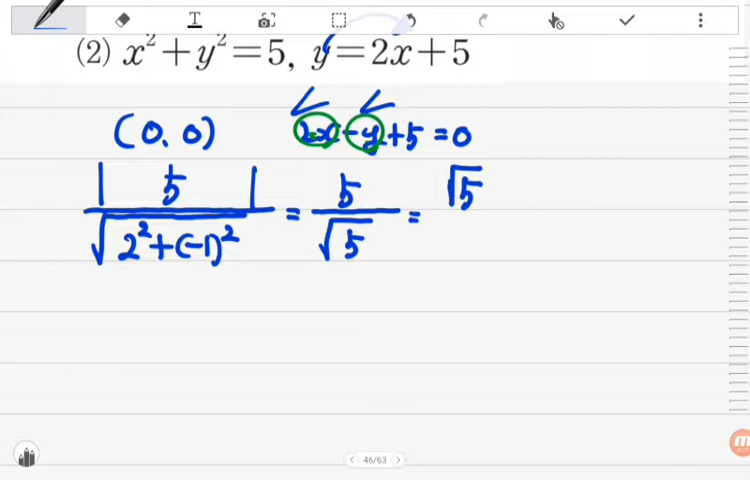 (2) x²+y²=5, y=2x+5
(0, 0) 2x-y+5=0
|5|/√(2²+(-1)²) = 5/√5 = √5
46/63